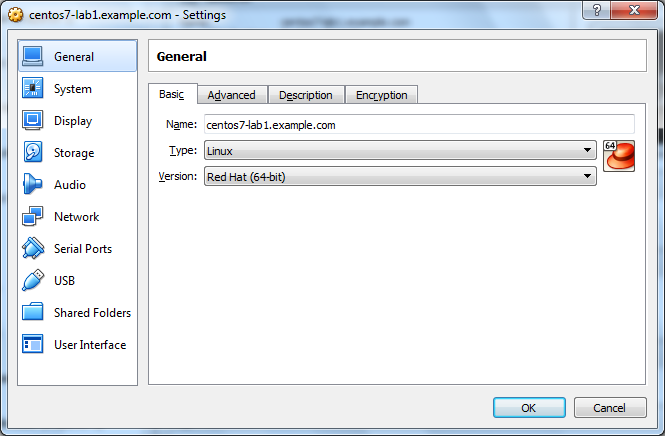 centos7-lab1.example.com - Settings
General
System
Display
Storage
Audio
Network
Serial Ports
USB
Shared Folders
User Interface
General
Basic Advanced Description Encryption
Name: centos7-lab1.example.com
Type: Linux
64
Version: Red Hat (64-bit)
OK Cancel